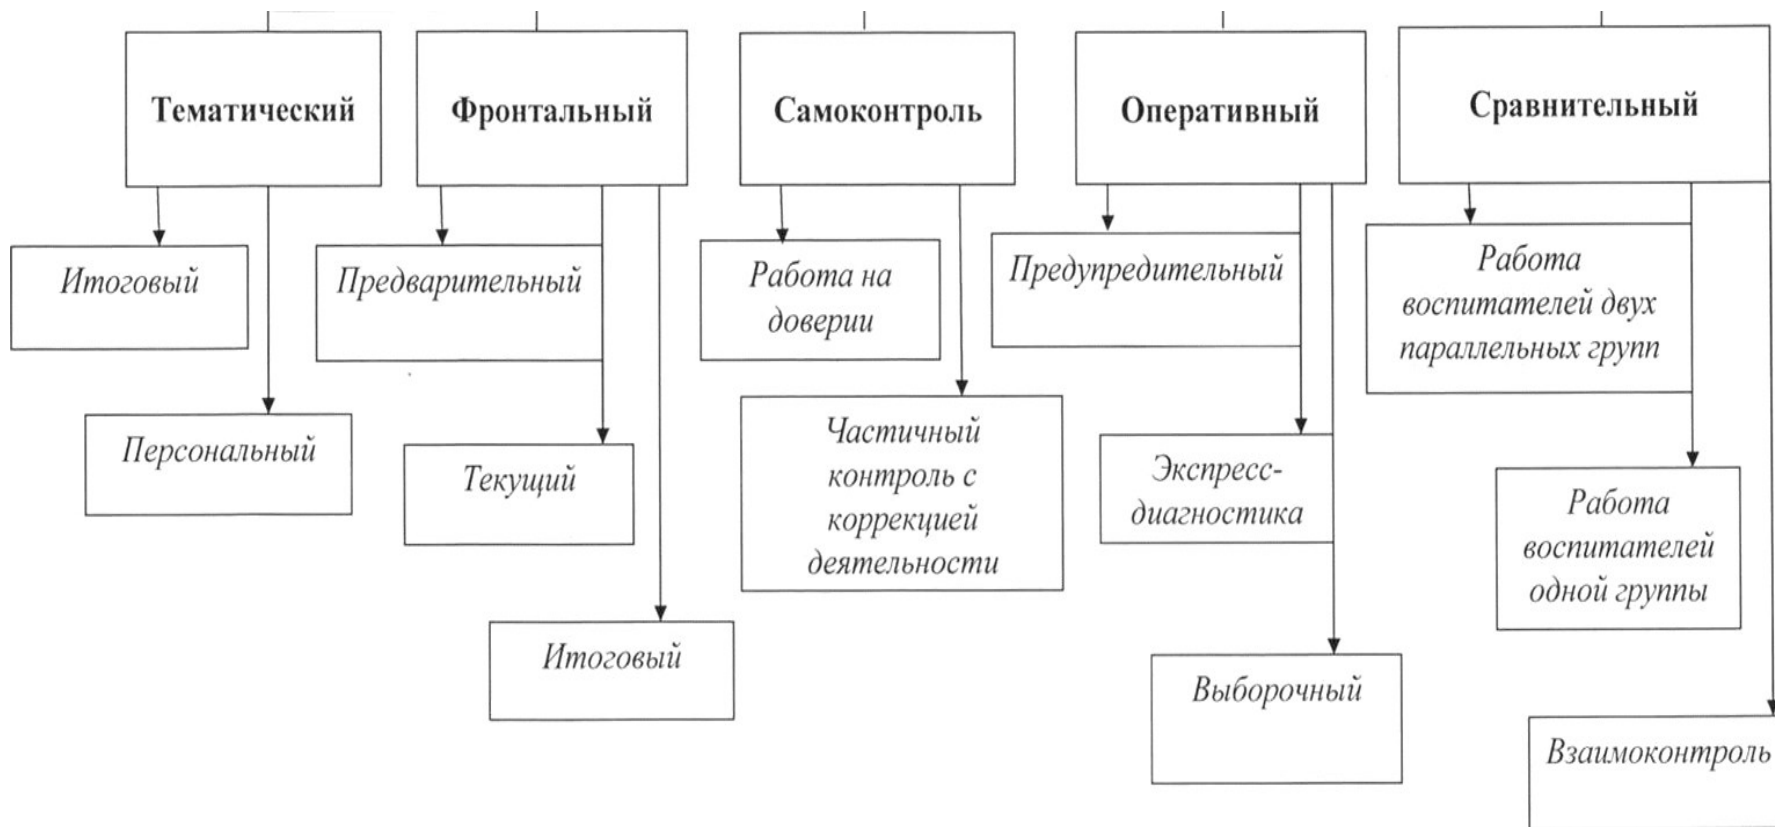 Тематический
Фронтальный
Самоконтроль
Оперативный
Сравнительный
Итоговый
Персональный
Предварительный
Текущий
Итоговый
Работа на
доверии
Частичный
контроль с
коррекцией
деятельности
Предупредительный
Экспресс-
диагностика
Выборочный
Работа
воспитателей двух
параллельных групп
Работа
воспитателей
одной группы
Взаимоконтроль